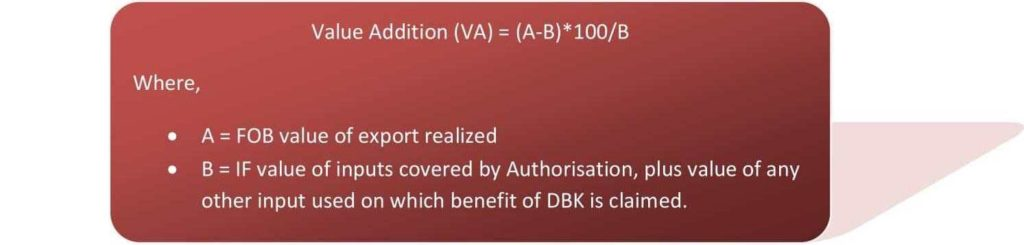 Value Addition (VA) = (A-B)*100/B
Where,
• A = FOB value of export realized
• B = IF value of inputs covered by Authorisation, plus value of any
other input used on which benefit of DBK is claimed.